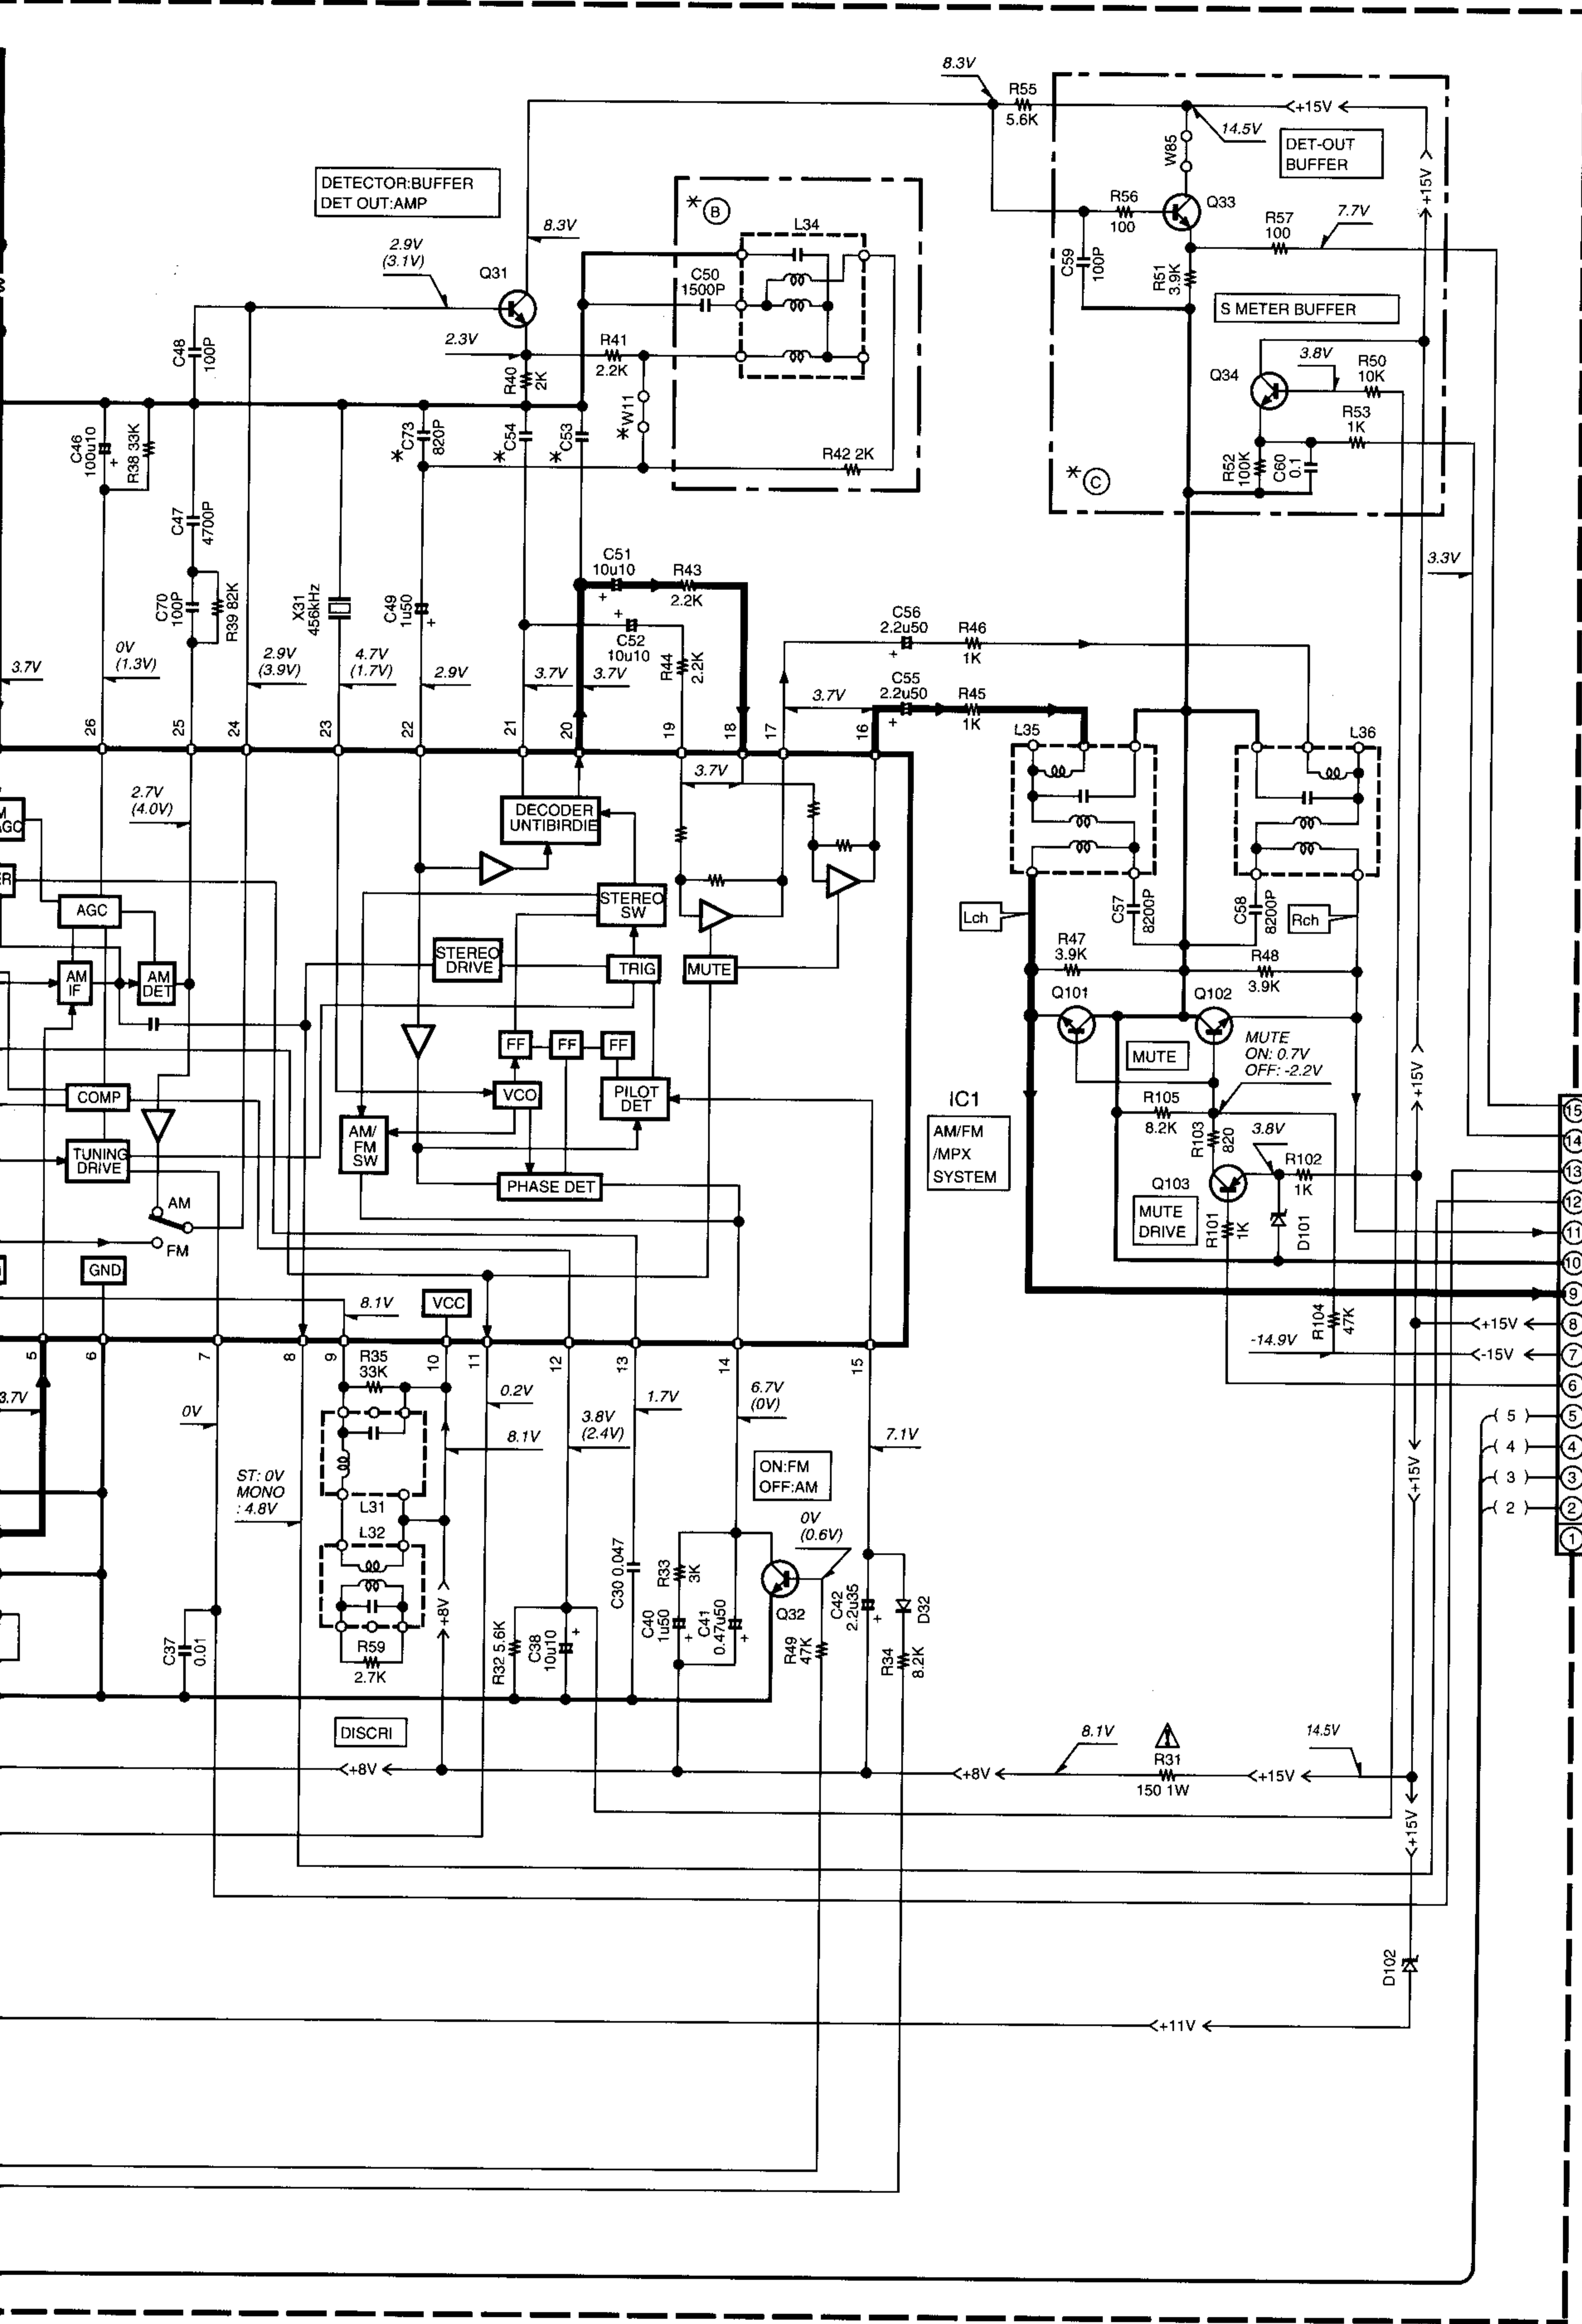 8.3V
R55
5.6K
+15V
14.5V
W85
DET-OUT
BUFFER
+15V
DETECTOR:BUFFER
DET OUT:AMP
* B
L34
R56
100
Q33
R57
100
7.7V
8.3V
2.9V
(3.1V)
Q31
C50
1500P
C59
100P
R51
3.9K
S METER BUFFER
2.3V
R41
2.2K
C48
100P
R40
2K
3.8V
R50
10K
Q34
R53
1K
C46
100u10
+
R38 33K
*C73
820P
*C54
*C53
*W11
R42 2K
R52
100K
C60
0.1
* C
C47
4700P
3.3V
C51
10u10
+
R43
2.2K
C70
100P
R39 82K
X31
456kHz
C49
1u50
+
+
C52
10u10
C56
2.2u50
+
R46
1K
3.7V
0V
(1.3V)
2.9V
(3.9V)
4.7V
(1.7V)
2.9V
3.7V
3.7V
R44
2.2K
3.7V
C55
2.2u50
+
R45
1K
26
25
24
23
22
21
20
19
18
17
16
L35
L36
3.7V
2.7V
(4.0V)
DECODER
UNTIBIRDIE
AGC
ER
AGC
STEREO
SW
Lch
C57
8200P
C58
8200P
Rch
AM
IF
AM
DET
STEREO
DRIVE
TRIG
MUTE
R47
3.9K
R48
3.9K
Q101
Q102
FF
FF
FF
MUTE
MUTE
ON: 0.7V
OFF: -2.2V
+15V
COMP
VCO
PILOT
DET
IC1
R105
8.2K
R103
820
3.8V
15
AM/
FM
SW
AM/FM
/MPX
SYSTEM
14
TUNING
DRIVE
PHASE DET
Q103
R102
1K
13
AM
MUTE
DRIVE
R101
1K
D101
12
FM
11
GND
10
8.1V
VCC
9
R104
47K
+15V
8
-14.9V
-15V
7
5
6
7
8
9
R35
33K
10
11
12
13
14
15
6
3.7V
0V
0.2V
3.8V
(2.4V)
1.7V
6.7V
(0V)
( 5 )
5
8.1V
7.1V
( 4 )
4
ST: 0V
MONO
: 4.8V
ON:FM
OFF:AM
+15V
( 3 )
3
L31
( 2 )
2
L32
0V
(0.6V)
1
R33
3K
C30 0.047
Q32
C42
2.2u35
+
D32
+8V
C40
1u50
+
C41
0.47u50
+
C37
0.01
R59
2.7K
R32 5.6K
C38
10u10
+
R49
47K
R34
8.2K
DISCRI
8.1V
R31
150 1W
14.5V
+8V
+8V
+15V
+15V
D102
+11V